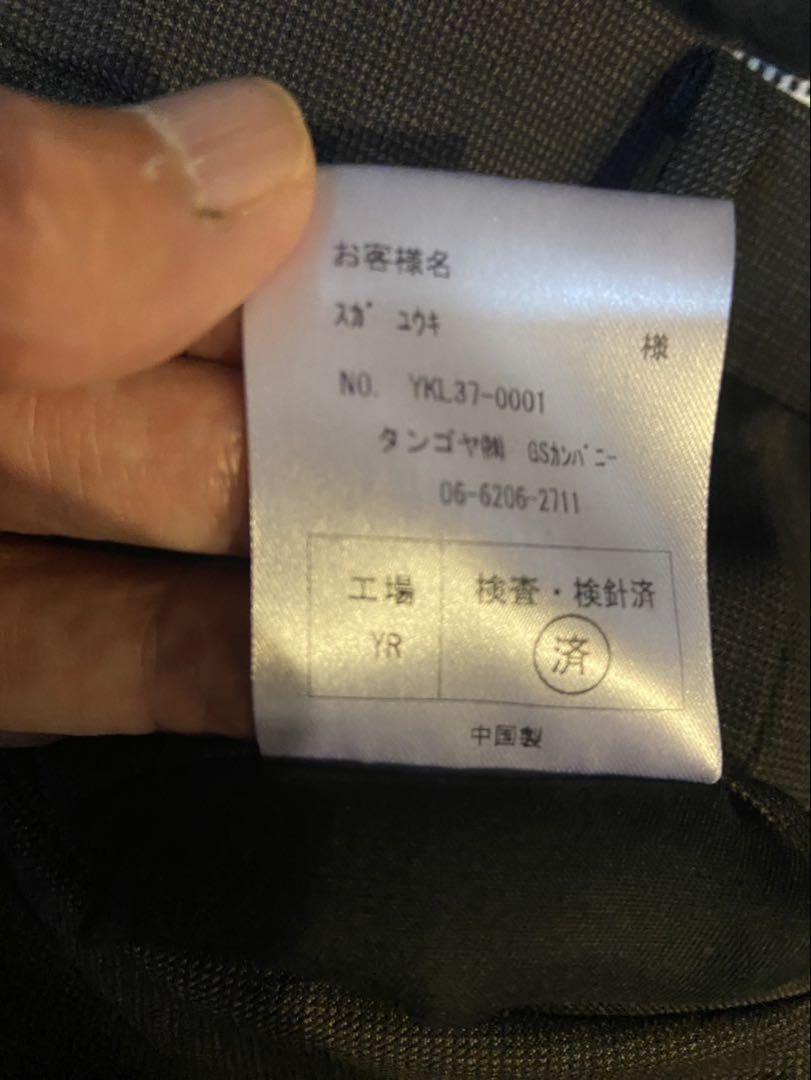 お客様名
スガ ユウキ
様
NO. YKL37-0001
タンゴヤ㈱ GSカンパニー
06-6206-2711
工場 検査・検針済
YR 済
中国製